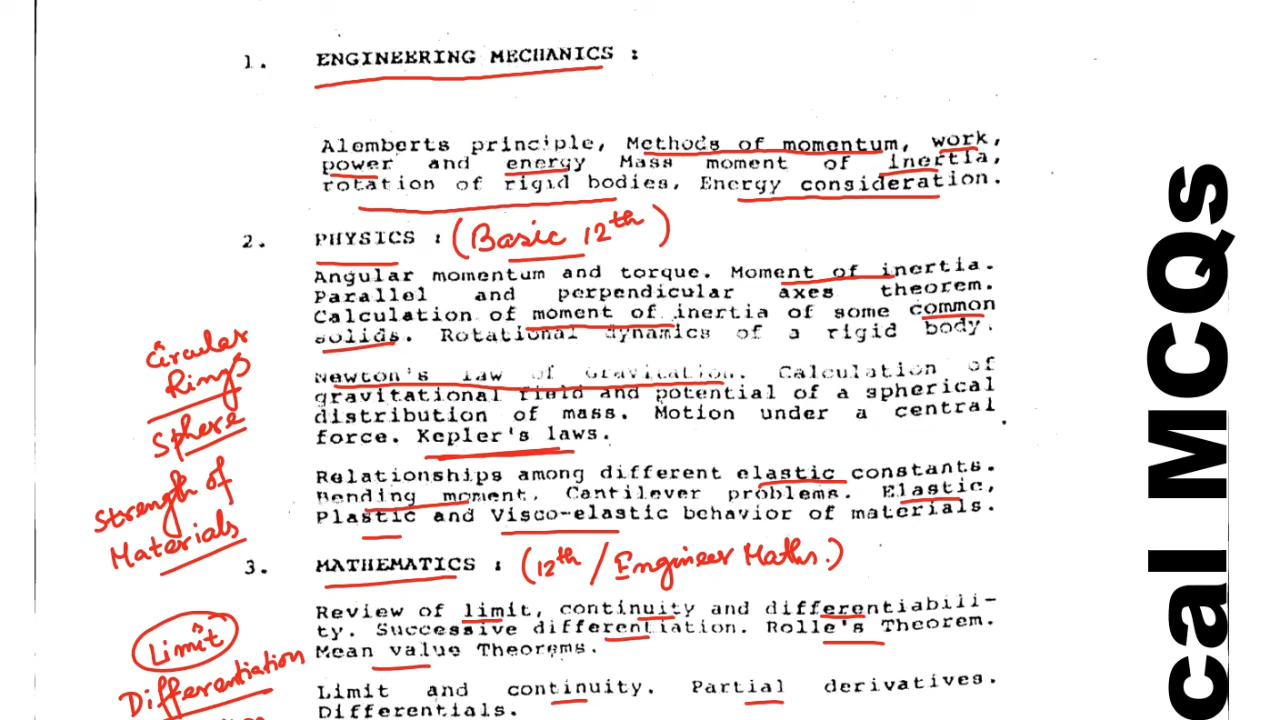 1. ENGINEERING MECHANICS :
Alemberts principle, Methods of momentum, work,
power and energy Mass moment of inertia,
rotation of rigid bodies, Energy consideration.
2. PHYSICS : (Basic 12th)
Angular momentum and torque. Moment of inertia.
Parallel and perpendicular axes theorem.
Calculation of moment of inertia of some common
solids. Rotational dynamics of a rigid body.
Circular
Rings
Sphere
Newton's law of Gravitation. Calculation of
gravitational field and potential of a spherical
distribution of mass. Motion under a central
force. Kepler's laws.
Strength of
Materials
Relationships among different elastic constants.
Bending moment, Cantilever problems. Elastic,
Plastic and Visco-elastic behavior of materials.
3. MATHEMATICS : (12th / Engineer Maths.)
Review of limit, continuity and differentiabili-
ty. Successive differentiation. Rolle's Theorem.
Mean value Theorems.
Limit
Differentiation
Limit and continuity. Partial derivatives.
Differentials.
cal MCQs